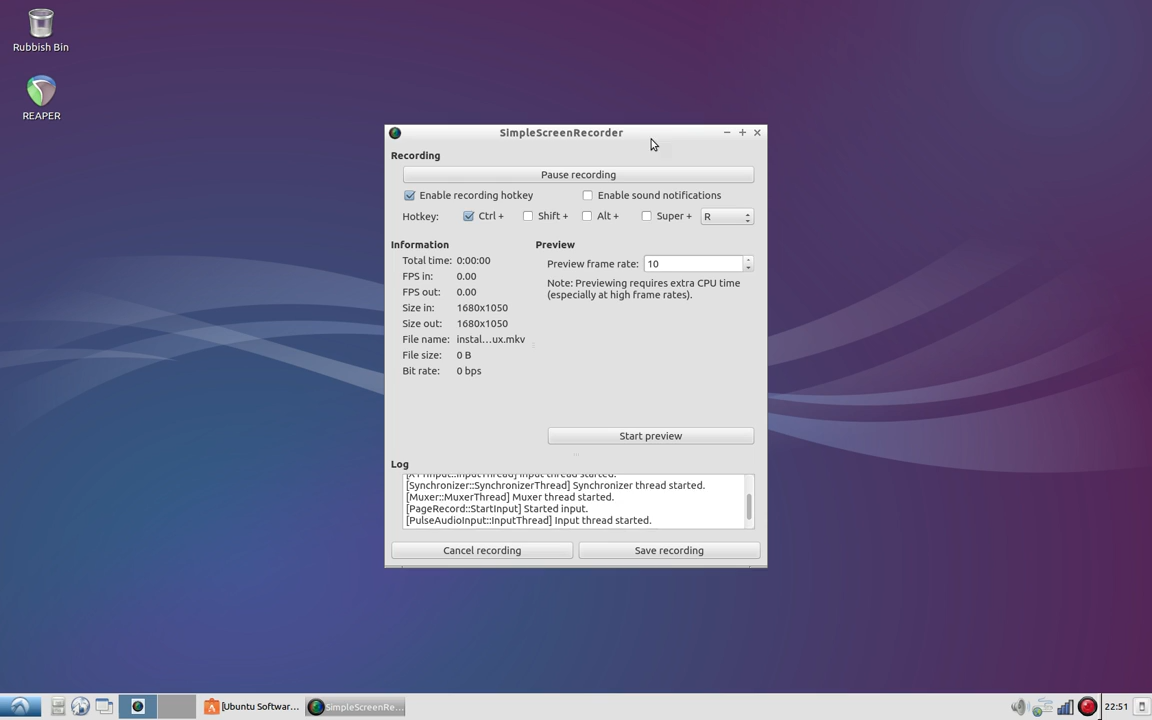 Rubbish Bin
REAPER
SimpleScreenRecorder
Recording
Pause recording
Enable recording hotkey
Enable sound notifications
Hotkey:
Ctrl +
Shift +
Alt +
Super +
R
Information
Total time: 0:00:00
FPS in: 0.00
FPS out: 0.00
Size in: 1680x1050
Size out: 1680x1050
File name: instal...ux.mkv
File size: 0 B
Bit rate: 0 bps
Preview
Preview frame rate: 10
Note: Previewing requires extra CPU time
(especially at high frame rates).
Start preview
Log
[X11Input::InputThread] Input thread started.
[Synchronizer::SynchronizerThread] Synchronizer thread started.
[Muxer::MuxerThread] Muxer thread started.
[PageRecord::StartInput] Started input.
[PulseAudioInput::InputThread] Input thread started.
Cancel recording
Save recording
[Ubuntu Softwar...
SimpleScreenRe...
22:51